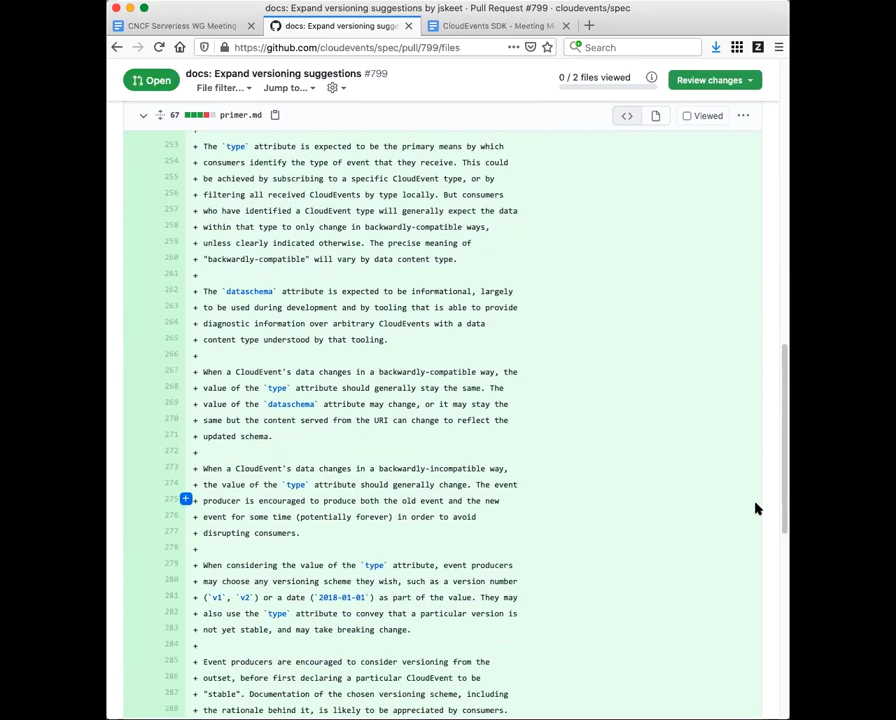 docs: Expand versioning suggestions by jskeet · Pull Request #799 · cloudevents/spec
CNCF Serverless WG Meeting
docs: Expand versioning sugge
CloudEvents SDK - Meeting M
https://github.com/cloudevents/spec/pull/799/files
Search
Open
docs: Expand versioning suggestions #799
File filter... Jump to...
0 / 2 files viewed
Review changes
67 primer.md
Viewed
253 + The `type` attribute is expected to be the primary means by which
254 + consumers identify the type of event that they receive. This could
255 + be achieved by subscribing to a specific CloudEvent type, or by
256 + filtering all received CloudEvents by type locally. But consumers
257 + who have identified a CloudEvent type will generally expect the data
258 + within that type to only change in backwardly-compatible ways,
259 + unless clearly indicated otherwise. The precise meaning of
260 + "backwardly-compatible" will vary by data content type.
261 +
262 + The `dataschema` attribute is expected to be informational, largely
263 + to be used during development and by tooling that is able to provide
264 + diagnostic information over arbitrary CloudEvents with a data
265 + content type understood by that tooling.
266 +
267 + When a CloudEvent's data changes in a backwardly-compatible way, the
268 + value of the `type` attribute should generally stay the same. The
269 + value of the `dataschema` attribute may change, or it may stay the
270 + same but the content served from the URI can change to reflect the
271 + updated schema.
272 +
273 + When a CloudEvent's data changes in a backwardly-incompatible way,
274 + the value of the `type` attribute should generally change. The event
275 + producer is encouraged to produce both the old event and the new
276 + event for some time (potentially forever) in order to avoid
277 + disrupting consumers.
278 +
279 + When considering the value of the `type` attribute, event producers
280 + may choose any versioning scheme they wish, such as a version number
281 + (`v1`, `v2`) or a date (`2018-01-01`) as part of the value. They may
282 + also use the `type` attribute to convey that a particular version is
283 + not yet stable, and may take breaking change.
284 +
285 + Event producers are encouraged to consider versioning from the
286 + outset, before first declaring a particular CloudEvent to be
287 + "stable". Documentation of the chosen versioning scheme, including
288 + the rationale behind it, is likely to be appreciated by consumers.